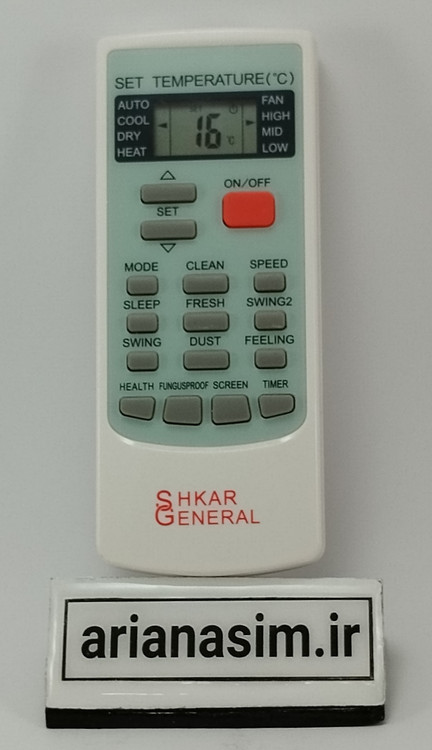 SET TEMPERATURE(°C)
AUTO
COOL
DRY
HEAT
SET
16
°C
FAN
HIGH
MID
LOW
ON/OFF
SET
MODE CLEAN SPEED
SLEEP FRESH SWING2
SWING DUST FEELING
HEALTH FUNGUSPROOF SCREEN TIMER
SHKAR
GENERAL
arianasim.ir